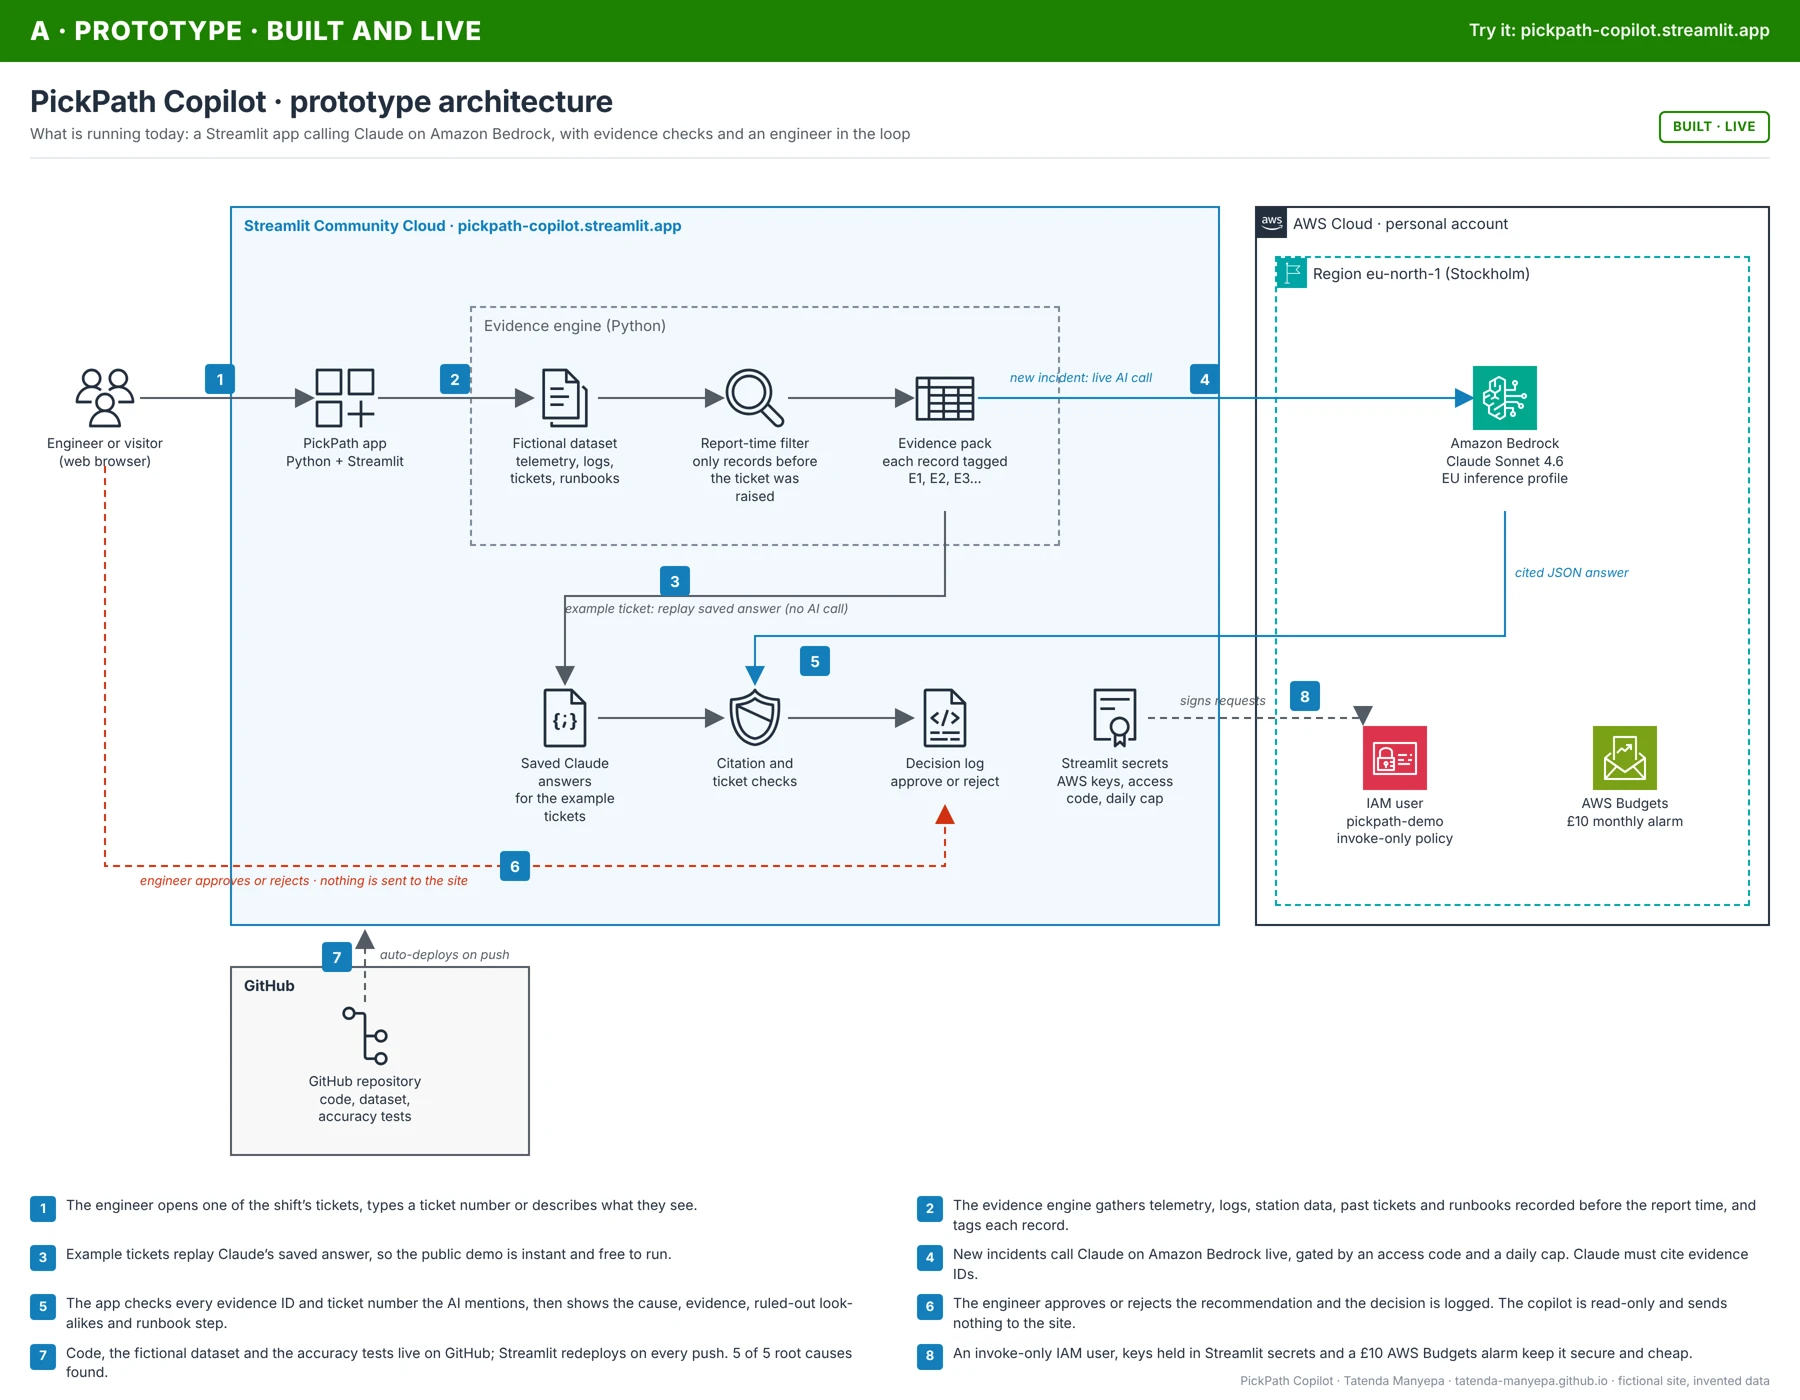 A · PROTOTYPE · BUILT AND LIVE
Try it: pickpath-copilot.streamlit.app
PickPath Copilot · prototype architecture
What is running today: a Streamlit app calling Claude on Amazon Bedrock, with evidence checks and an engineer in the loop
BUILT · LIVE
Streamlit Community Cloud · pickpath-copilot.streamlit.app
aws
AWS Cloud · personal account
Region eu-north-1 (Stockholm)
Evidence engine (Python)
1
2
new incident: live AI call
4
Engineer or visitor
(web browser)
PickPath app
Python + Streamlit
Fictional dataset
telemetry, logs,
tickets, runbooks
Report-time filter
only records before
the ticket was
raised
Evidence pack
each record tagged
E1, E2, E3...
Amazon Bedrock
Claude Sonnet 4.6
EU inference profile
3
example ticket: replay saved answer (no AI call)
cited JSON answer
5
signs requests
8
Saved Claude
answers
for the example
tickets
Citation and
ticket checks
Decision log
approve or reject
Streamlit secrets
AWS keys, access
code, daily cap
IAM user
pickpath-demo
invoke-only policy
AWS Budgets
£10 monthly alarm
6
engineer approves or rejects · nothing is sent to the site
7
auto-deploys on push
GitHub
GitHub repository
code, dataset,
accuracy tests
1 The engineer opens one of the shift’s tickets, types a ticket number or describes what they see.
2 The evidence engine gathers telemetry, logs, station data, past tickets and runbooks recorded before the report time, and
tags each record.
3 Example tickets replay Claude’s saved answer, so the public demo is instant and free to run.
4 New incidents call Claude on Amazon Bedrock live, gated by an access code and a daily cap. Claude must cite evidence
IDs.
5 The app checks every evidence ID and ticket number the AI mentions, then shows the cause, evidence, ruled-out look-
alikes and runbook step.
6 The engineer approves or rejects the recommendation and the decision is logged. The copilot is read-only and sends
nothing to the site.
7 Code, the fictional dataset and the accuracy tests live on GitHub; Streamlit redeploys on every push. 5 of 5 root causes
found.
8 An invoke-only IAM user, keys held in Streamlit secrets and a £10 AWS Budgets alarm keep it secure and cheap.
PickPath Copilot · Tatenda Manyepa · tatenda-manyepa.github.io · fictional site, invented data